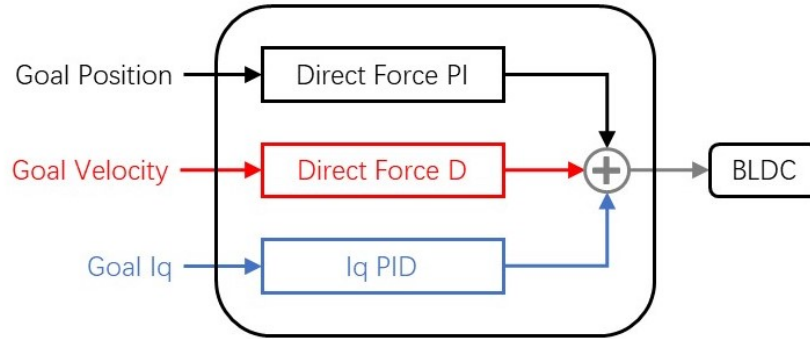 Goal Position
Direct Force PI
Goal Velocity
Direct Force D
BLDC
Goal Iq
Iq PID